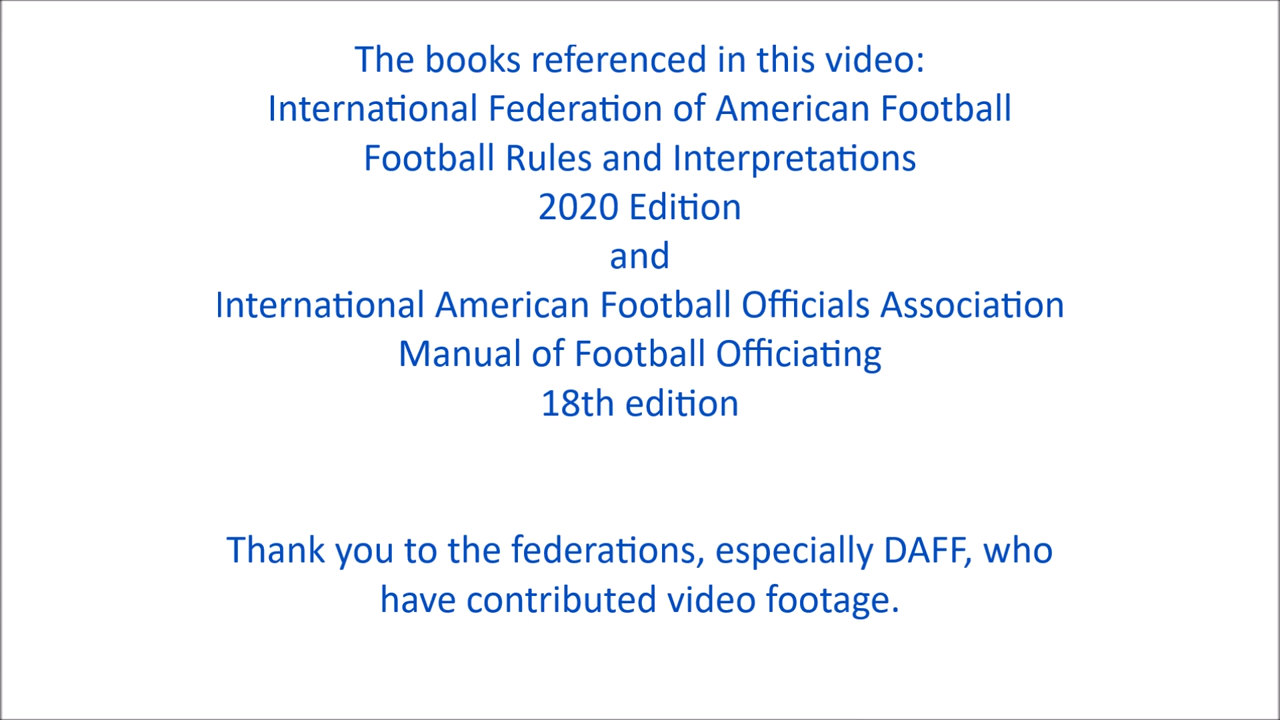 The books referenced in this video:
International Federation of American Football
Football Rules and Interpretations
2020 Edition
and
International American Football Officials Association
Manual of Football Officiating
18th edition
Thank you to the federations, especially DAFF, who
have contributed video footage.